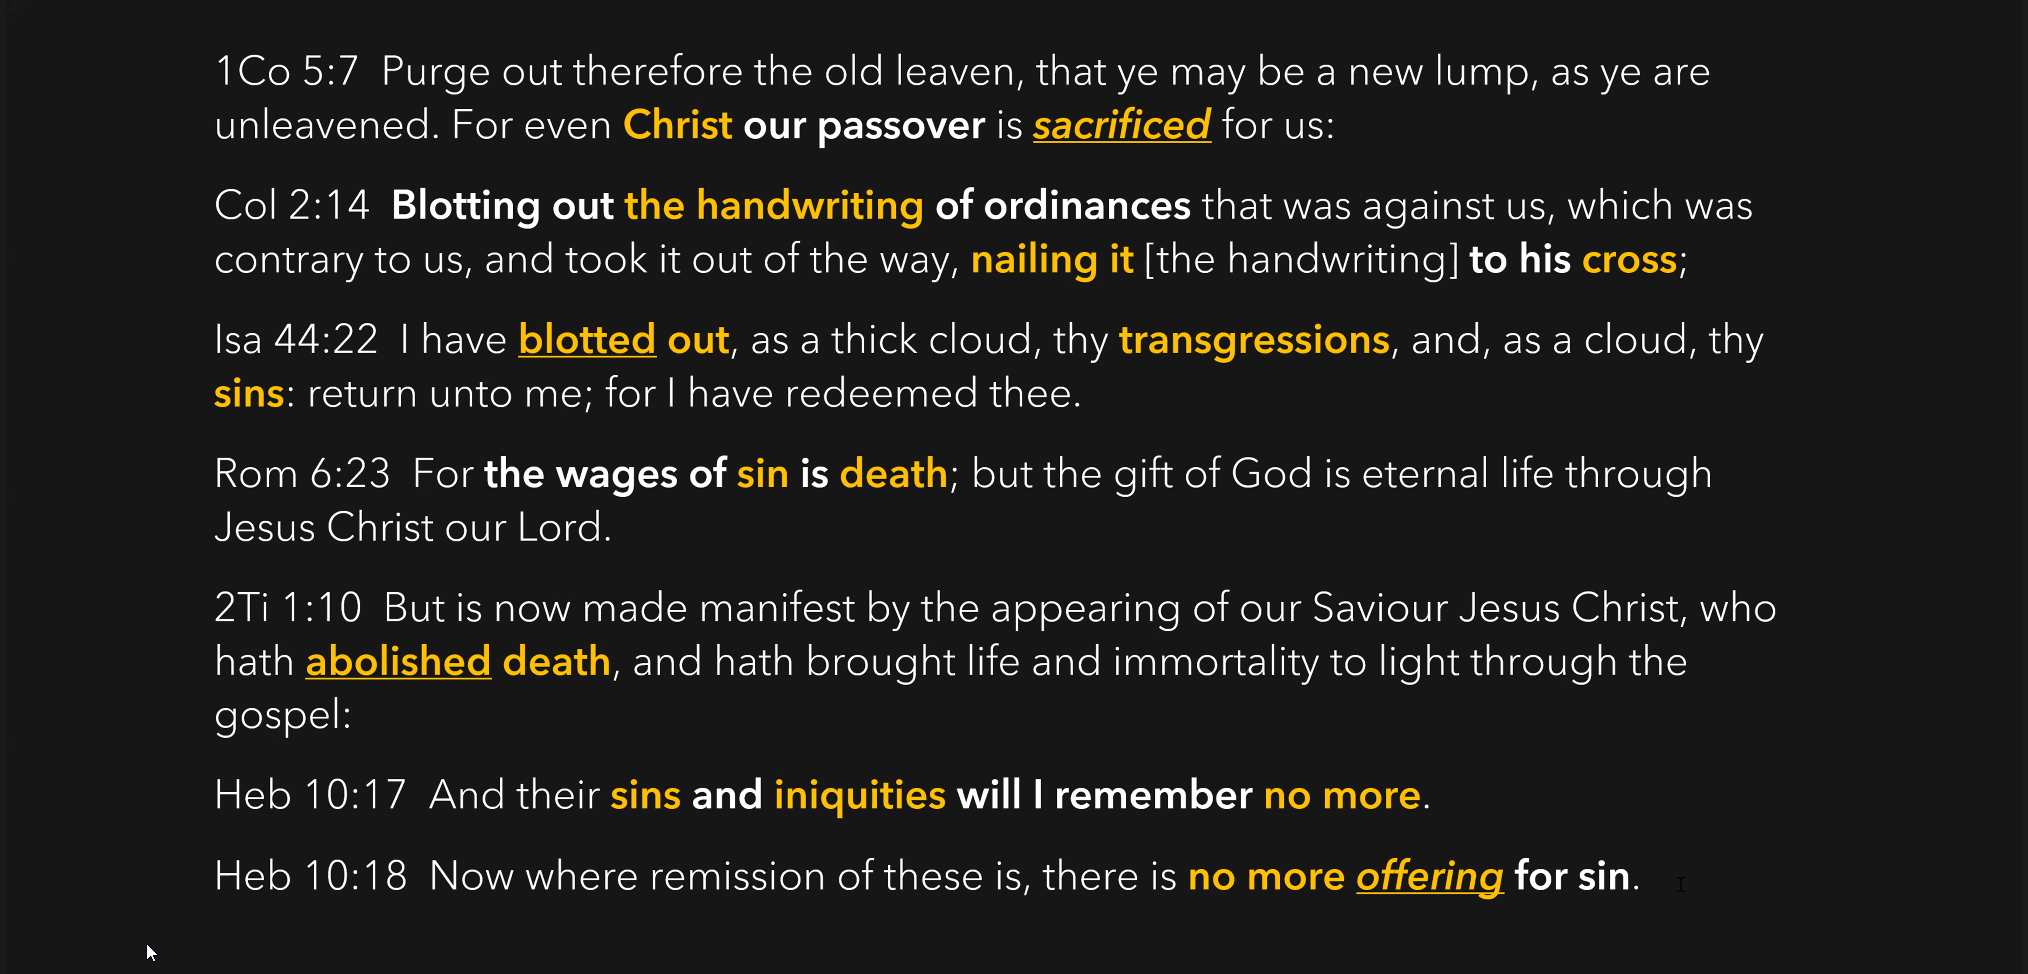 1Co 5:7  Purge out therefore the old leaven, that ye may be a new lump, as ye are
unleavened. For even Christ our passover is sacrificed for us:
Col 2:14  Blotting out the handwriting of ordinances that was against us, which was
contrary to us, and took it out of the way, nailing it [the handwriting] to his cross;
Isa 44:22  I have blotted out, as a thick cloud, thy transgressions, and, as a cloud, thy
sins: return unto me; for I have redeemed thee.
Rom 6:23  For the wages of sin is death; but the gift of God is eternal life through
Jesus Christ our Lord.
2Ti 1:10  But is now made manifest by the appearing of our Saviour Jesus Christ, who
hath abolished death, and hath brought life and immortality to light through the
gospel:
Heb 10:17  And their sins and iniquities will I remember no more.
Heb 10:18  Now where remission of these is, there is no more offering for sin.